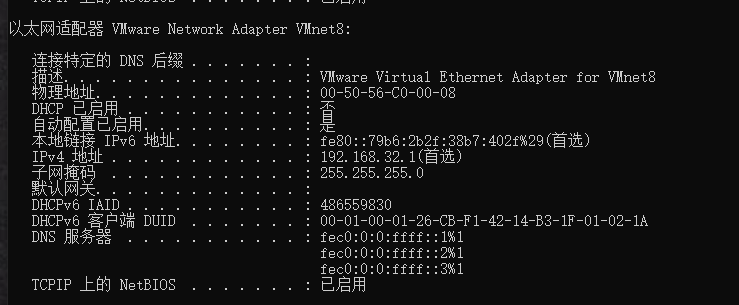 以太网适配器 VMware Network Adapter VMnet8:
连接特定的 DNS 后缀 . . . . . . . :
描述. . . . . . . . . . . . . . . : VMware Virtual Ethernet Adapter for VMnet8
物理地址. . . . . . . . . . . . . : 00-50-56-C0-00-08
DHCP 已启用 . . . . . . . . . . . : 否
自动配置已启用. . . . . . . . . . : 是
本地链接 IPv6 地址. . . . . . . . : fe80::79b6:2b2f:38b7:402f%29(首选)
IPv4 地址 . . . . . . . . . . . . : 192.168.32.1(首选)
子网掩码  . . . . . . . . . . . . : 255.255.255.0
默认网关. . . . . . . . . . . . . :
DHCPv6 IAID . . . . . . . . . . . : 486559830
DHCPv6 客户端 DUID  . . . . . . . : 00-01-00-01-26-CB-F1-42-14-B3-1F-01-02-1A
DNS 服务器  . . . . . . . . . . . : fec0:0:0:ffff::1%1
fec0:0:0:ffff::2%1
fec0:0:0:ffff::3%1
TCPIP 上的 NetBIOS  . . . . . . . : 已启用